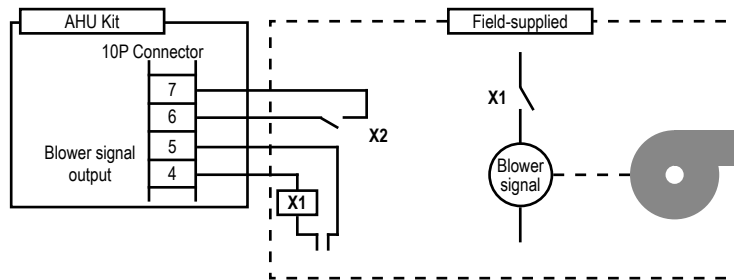 AHU Kit
Field-supplied
10P Connector
7
6
5
4
Blower signal
output
X2
X1
X1
Blower
signal